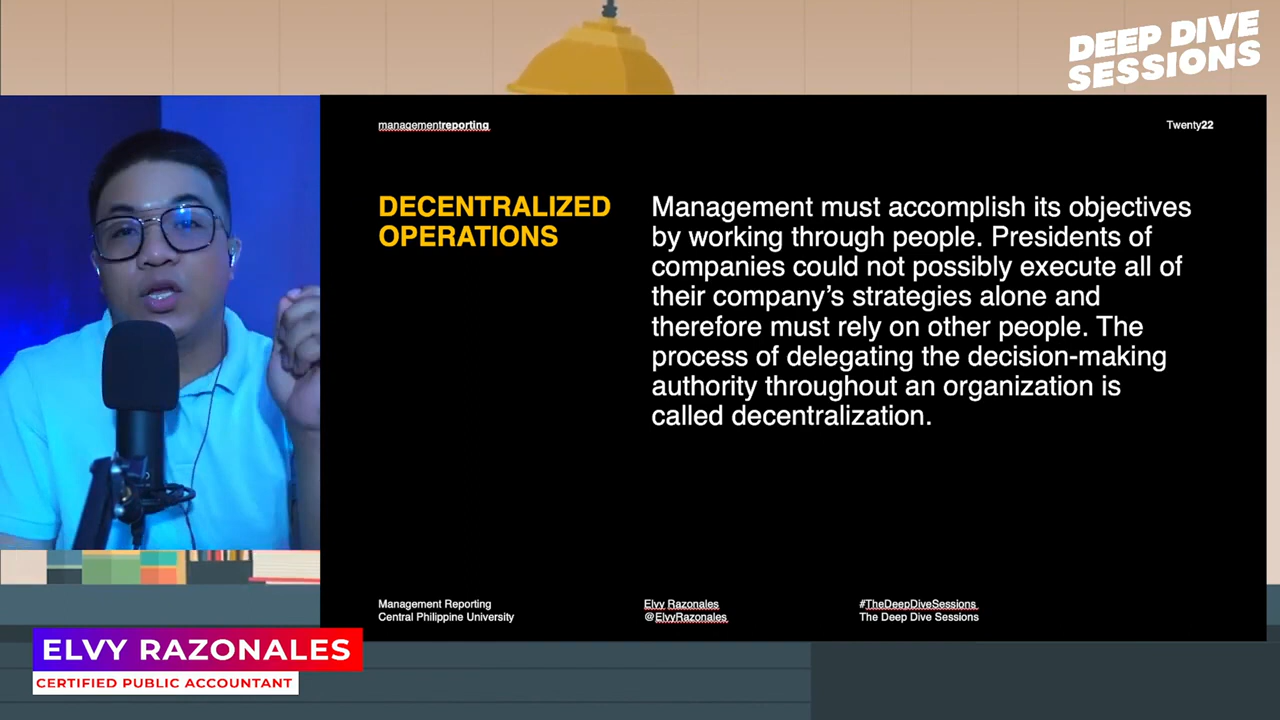 DEEP DIVE
SESSIONS
managementreporting
Twenty22
DECENTRALIZED
OPERATIONS
Management must accomplish its objectives
by working through people. Presidents of
companies could not possibly execute all of
their company’s strategies alone and
therefore must rely on other people. The
process of delegating the decision-making
authority throughout an organization is
called decentralization.
Management Reporting
Central Philippine University
Elvy Razonales
@ElvyRazonales
#TheDeepDiveSessions
The Deep Dive Sessions
ELVY RAZONALES
CERTIFIED PUBLIC ACCOUNTANT